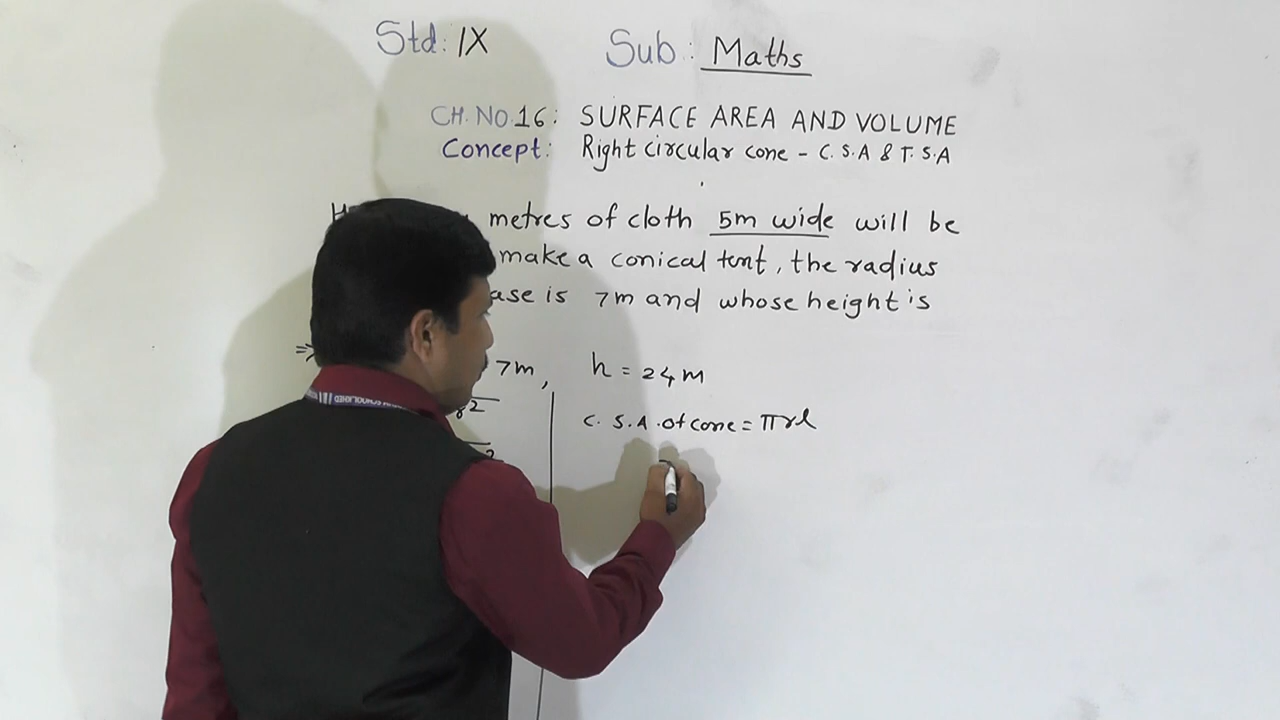 Std: IX Sub: Maths
CH. NO. 16: SURFACE AREA AND VOLUME
Concept: Right circular cone - C.S.A & T.S.A
metres of cloth 5m wide will be
make a conical tent, the radius
ase is 7m and whose height is
⇒ 7m, h = 24m
C.S.A. of cone = πrl